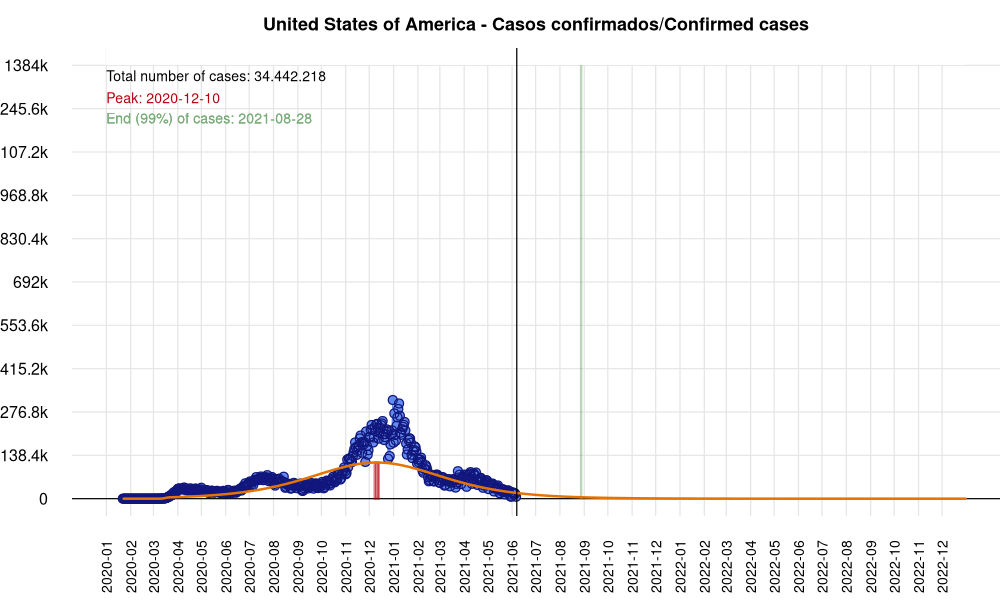 United States of America - Casos confirmados/Confirmed cases
1384k
Total number of cases: 34.442.218
Peak: 2020-12-10
End (99%) of cases: 2021-08-28
245.6k
107.2k
968.8k
830.4k
692k
553.6k
415.2k
276.8k
138.4k
0
2020-01
2020-02
2020-03
2020-04
2020-05
2020-06
2020-07
2020-08
2020-09
2020-10
2020-11
2020-12
2021-01
2021-03
2021-04
2021-05
2021-06
2021-07
2021-08
2021-09
2021-10
2021-11
2021-12
2022-01
2022-02
2022-03
2022-04
2022-05
2022-06
2022-07
2022-08
2022-09
2022-10
2022-11
2022-12